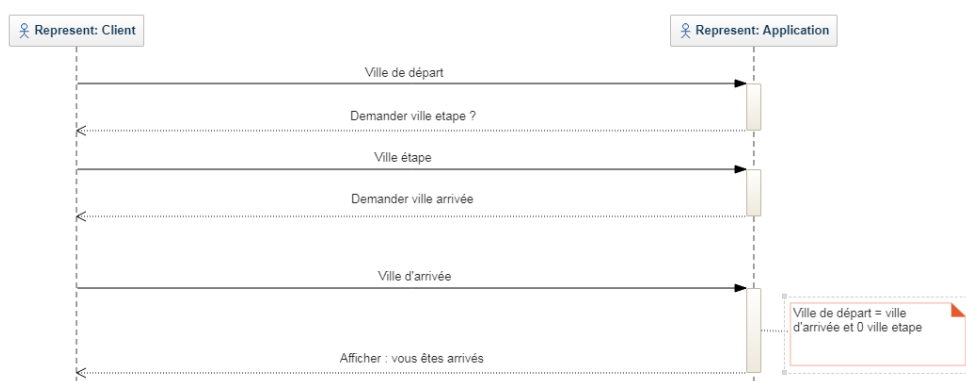 Represent: Client
Represent: Application
Ville de départ
Demander ville etape ?
Ville étape
Demander ville arrivée
Ville d'arrivée
Ville de départ = ville
d'arrivée et 0 ville etape
Afficher : vous êtes arrivés